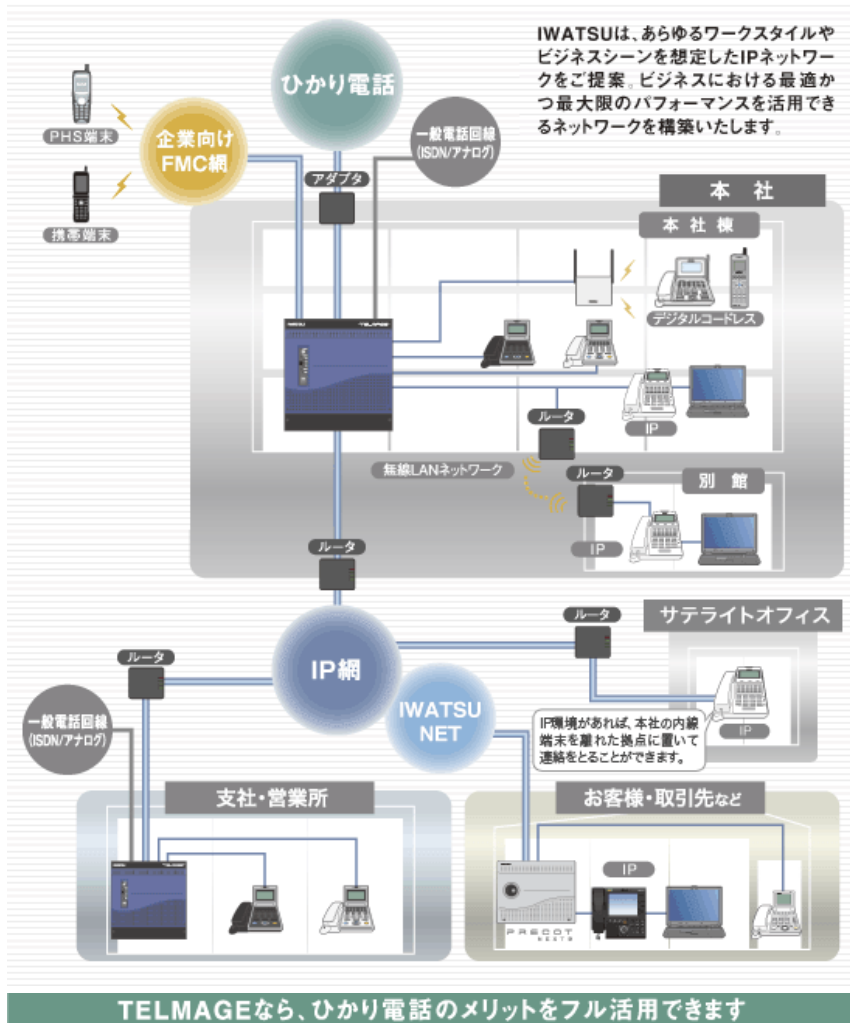 IWATSUは、あらゆるワークスタイルや
ビジネスシーンを想定したIPネットワー
クをご提案。ビジネスにおける最適か
つ最大限のパフォーマンスを活用でき
るネットワークを構築いたします。
ひかり電話
PHS端末
企業向け
FMC網
一般電話回線
(ISDN/アナログ)
携帯端末
アダプタ
本社
本社棟
デジタルコードレス
IWATSU
TELMAGE
ルータ
IP
無線LANネットワーク
ルータ
別館
IP
ルータ
IP網
ルータ
サテライトオフィス
ルータ
IWATSU
NET
一般電話回線
(ISDN/アナログ)
IP環境があれば、本社の内線
端末を離れた拠点に置いて
連絡をとることができます。
IP
支社・営業所
お客様・取引先など
IP
PRECOT
NEXT8
TELMAGEなら、ひかり電話のメリットをフル活用できます